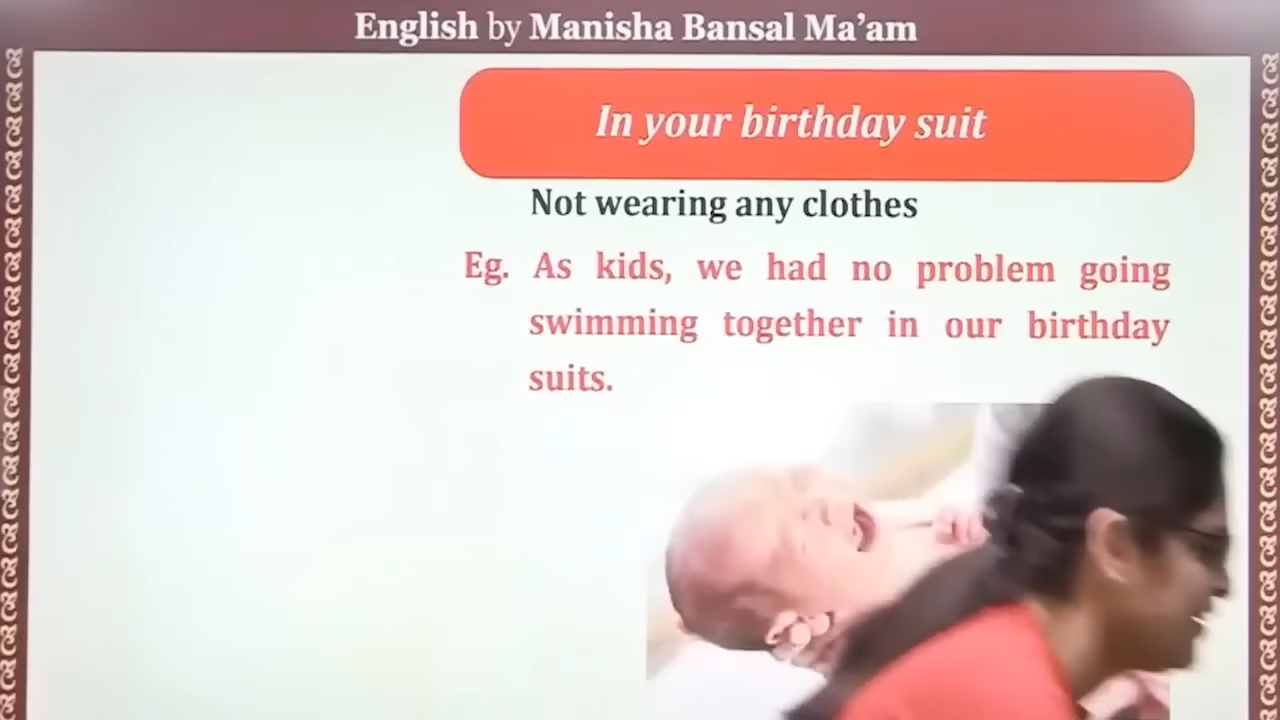 English by Manisha Bansal Ma’am
In your birthday suit
Not wearing any clothes
Eg. As kids, we had no problem going
swimming together in our birthday
suits.